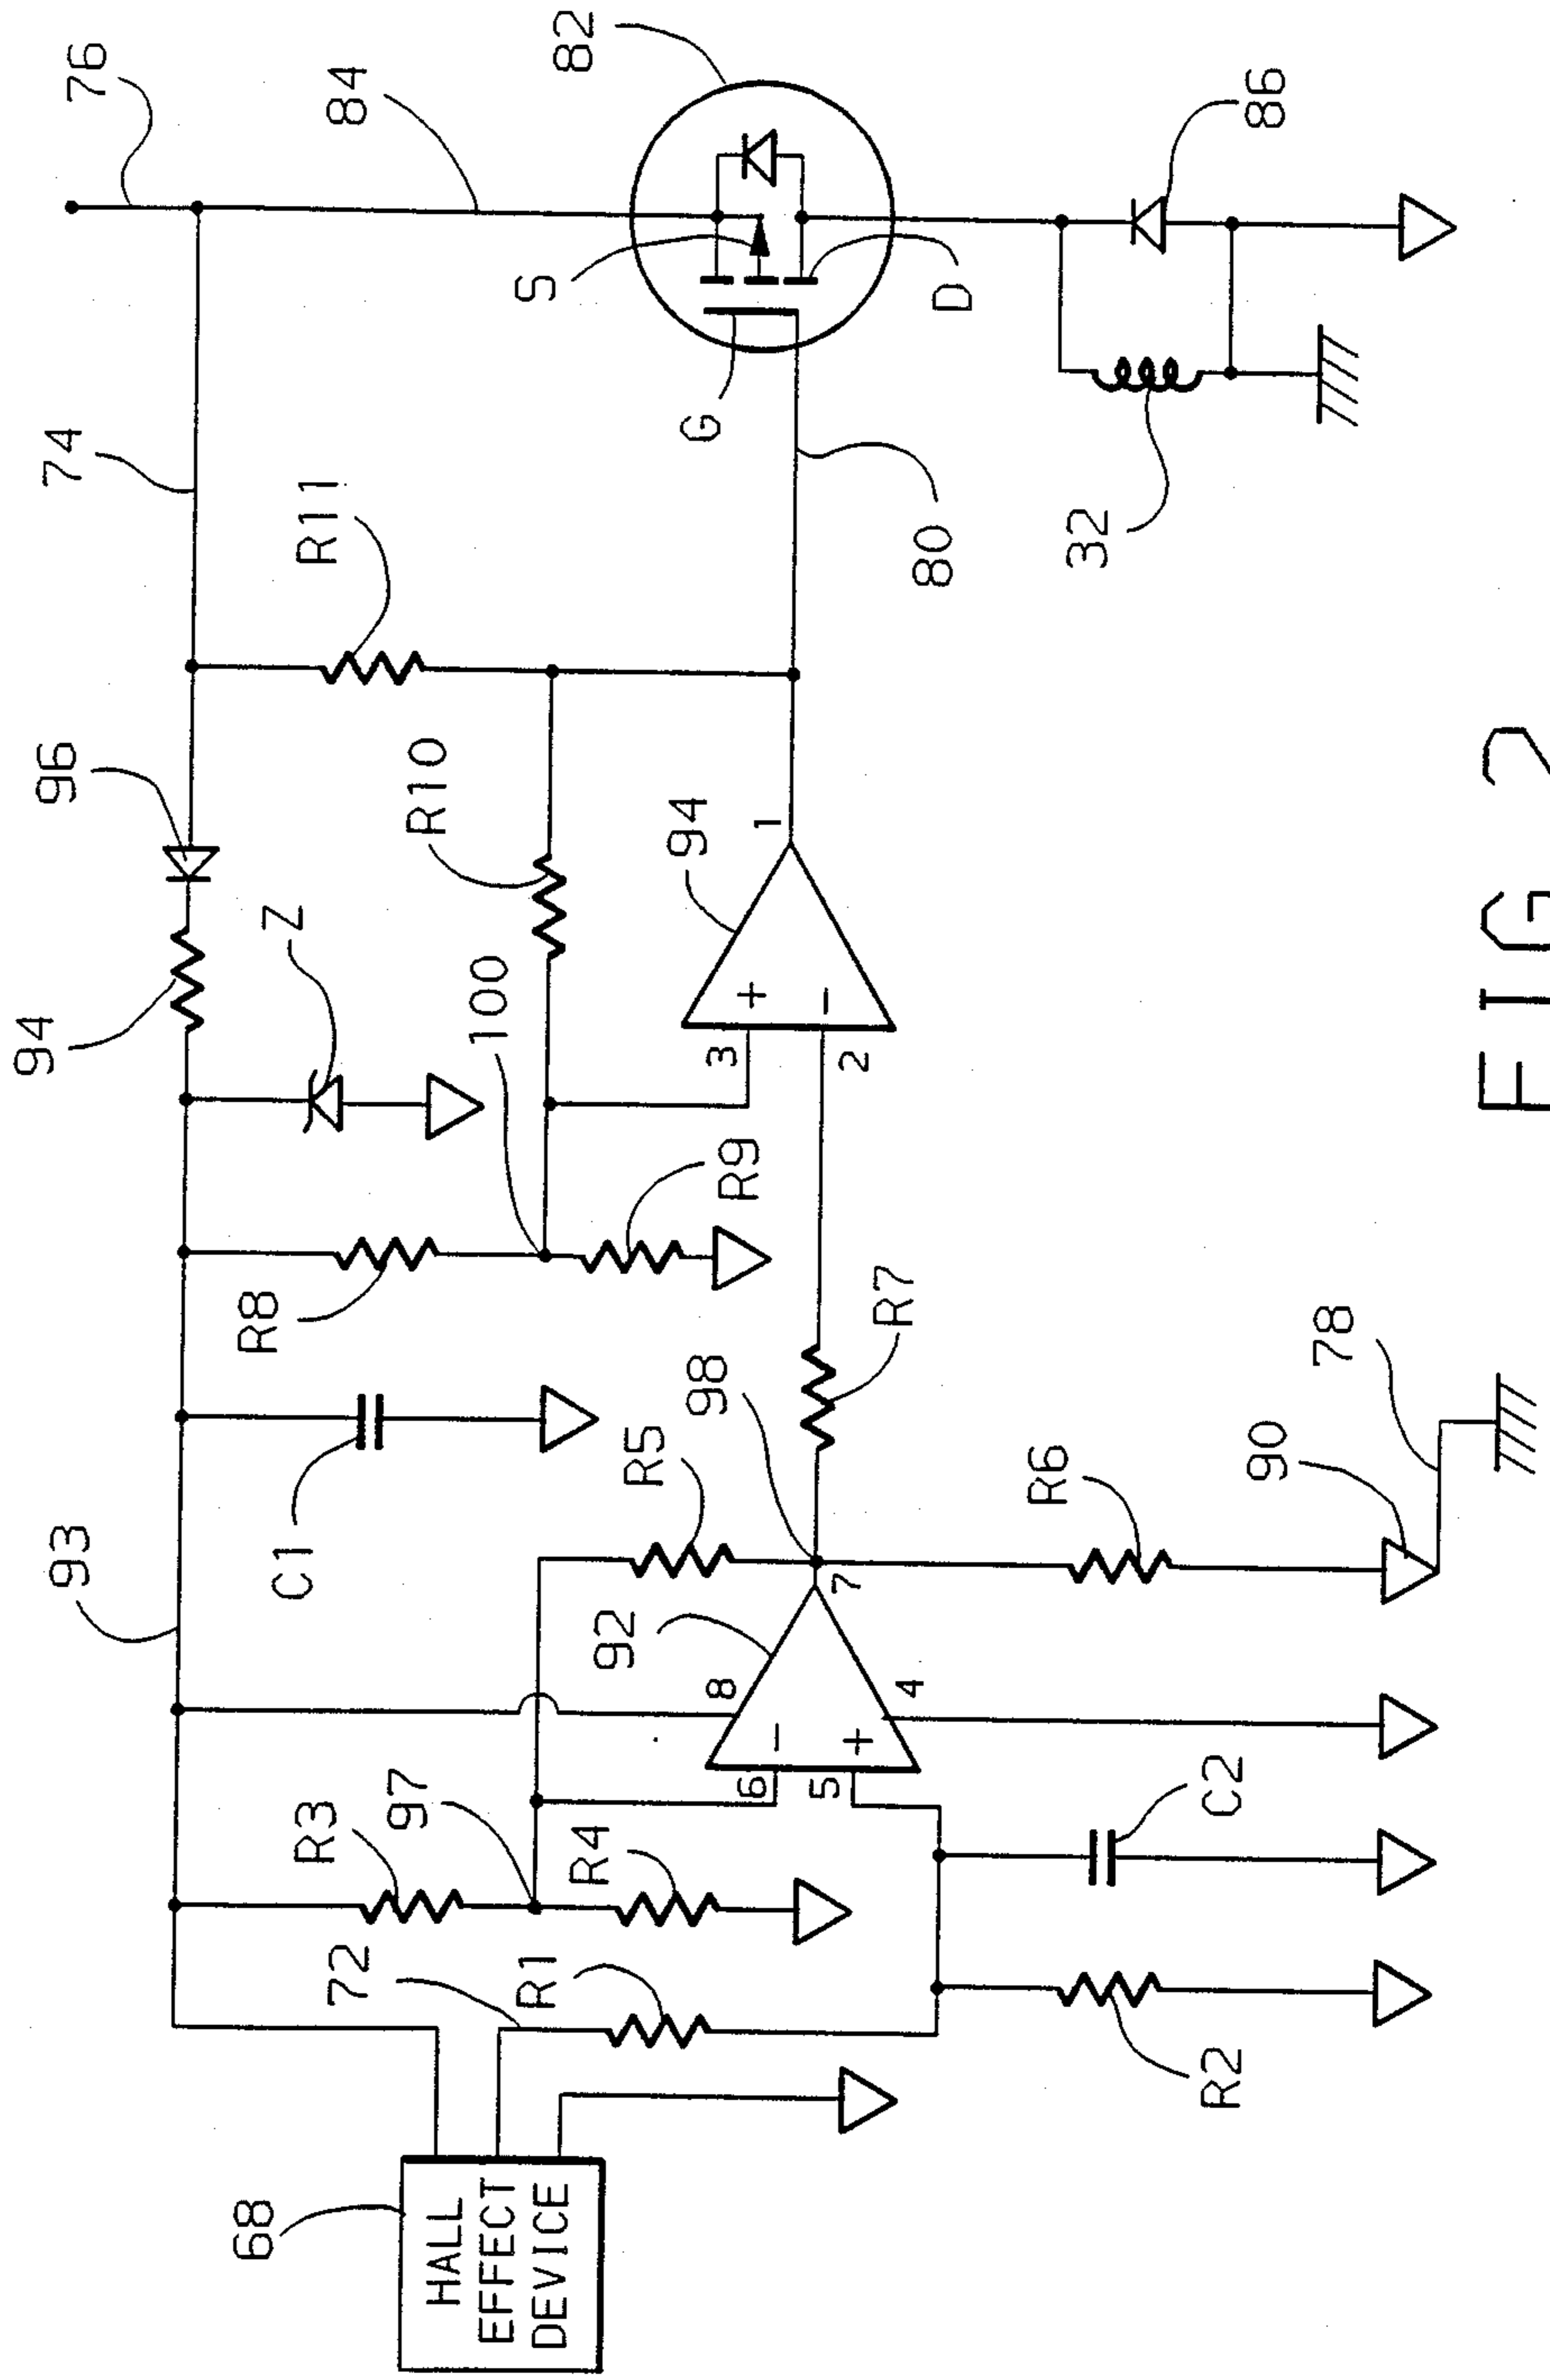 76
84
82
74
R11
S
G
D
86
80
32
96
94
Z
R10
100
94
1
3
2
+
−
R8
R9
93
C1
R5
98
R7
92
8
7
6
5
4
−
+
R6
90
78
R3
97
R4
72
R1
C2
R2
68
HALL
EFFECT
DEVICE
FIG 2